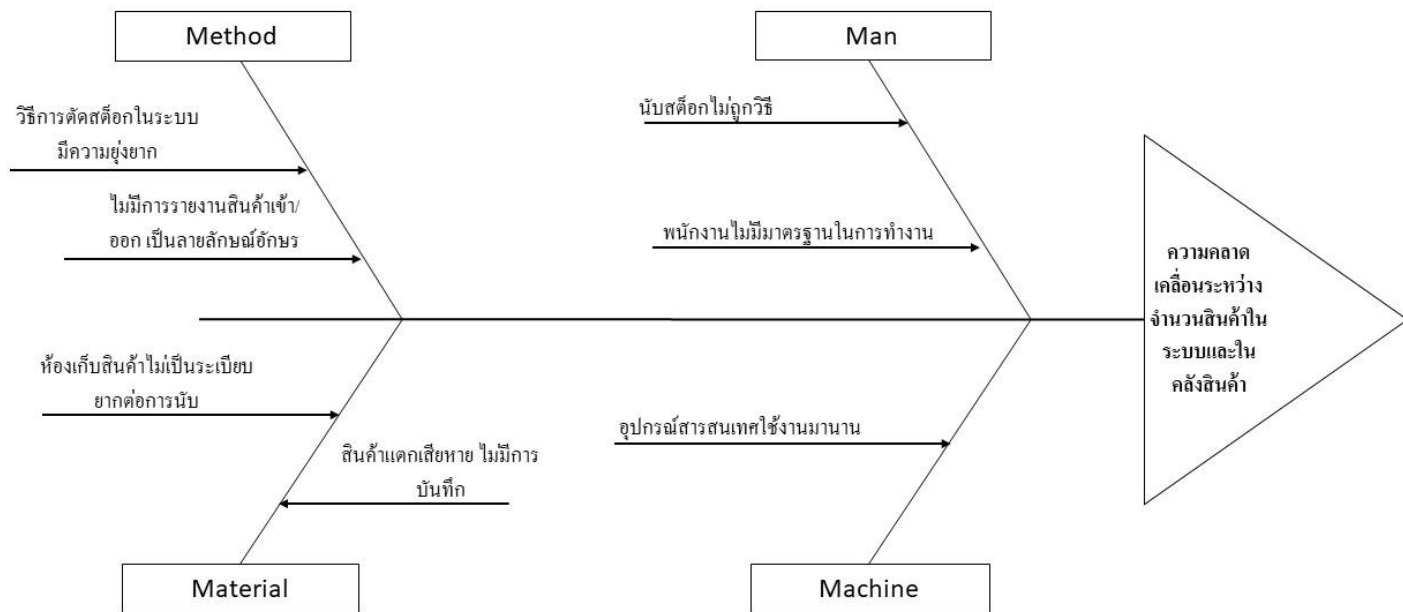 Method
Man
วิธีการตัดสต็อกในระบบ
มีความยุ่งยาก
ไม่มีการรายงานสินค้าเข้า/
ออก เป็นลายลักษณ์อักษร
นับสต็อกไม่ถูกวิธี
พนักงานไม่มีมาตรฐานในการทำงาน
ความคลาด
เคลื่อนระหว่าง
จำนวนสินค้าใน
ระบบและใน
คลังสินค้า
ห้องเก็บสินค้าไม่เป็นระเบียบ
ยากต่อการนับ
สินค้าแตกเสียหาย ไม่มีการ
บันทึก
อุปกรณ์สารสนเทศใช้งานมานาน
Material
Machine